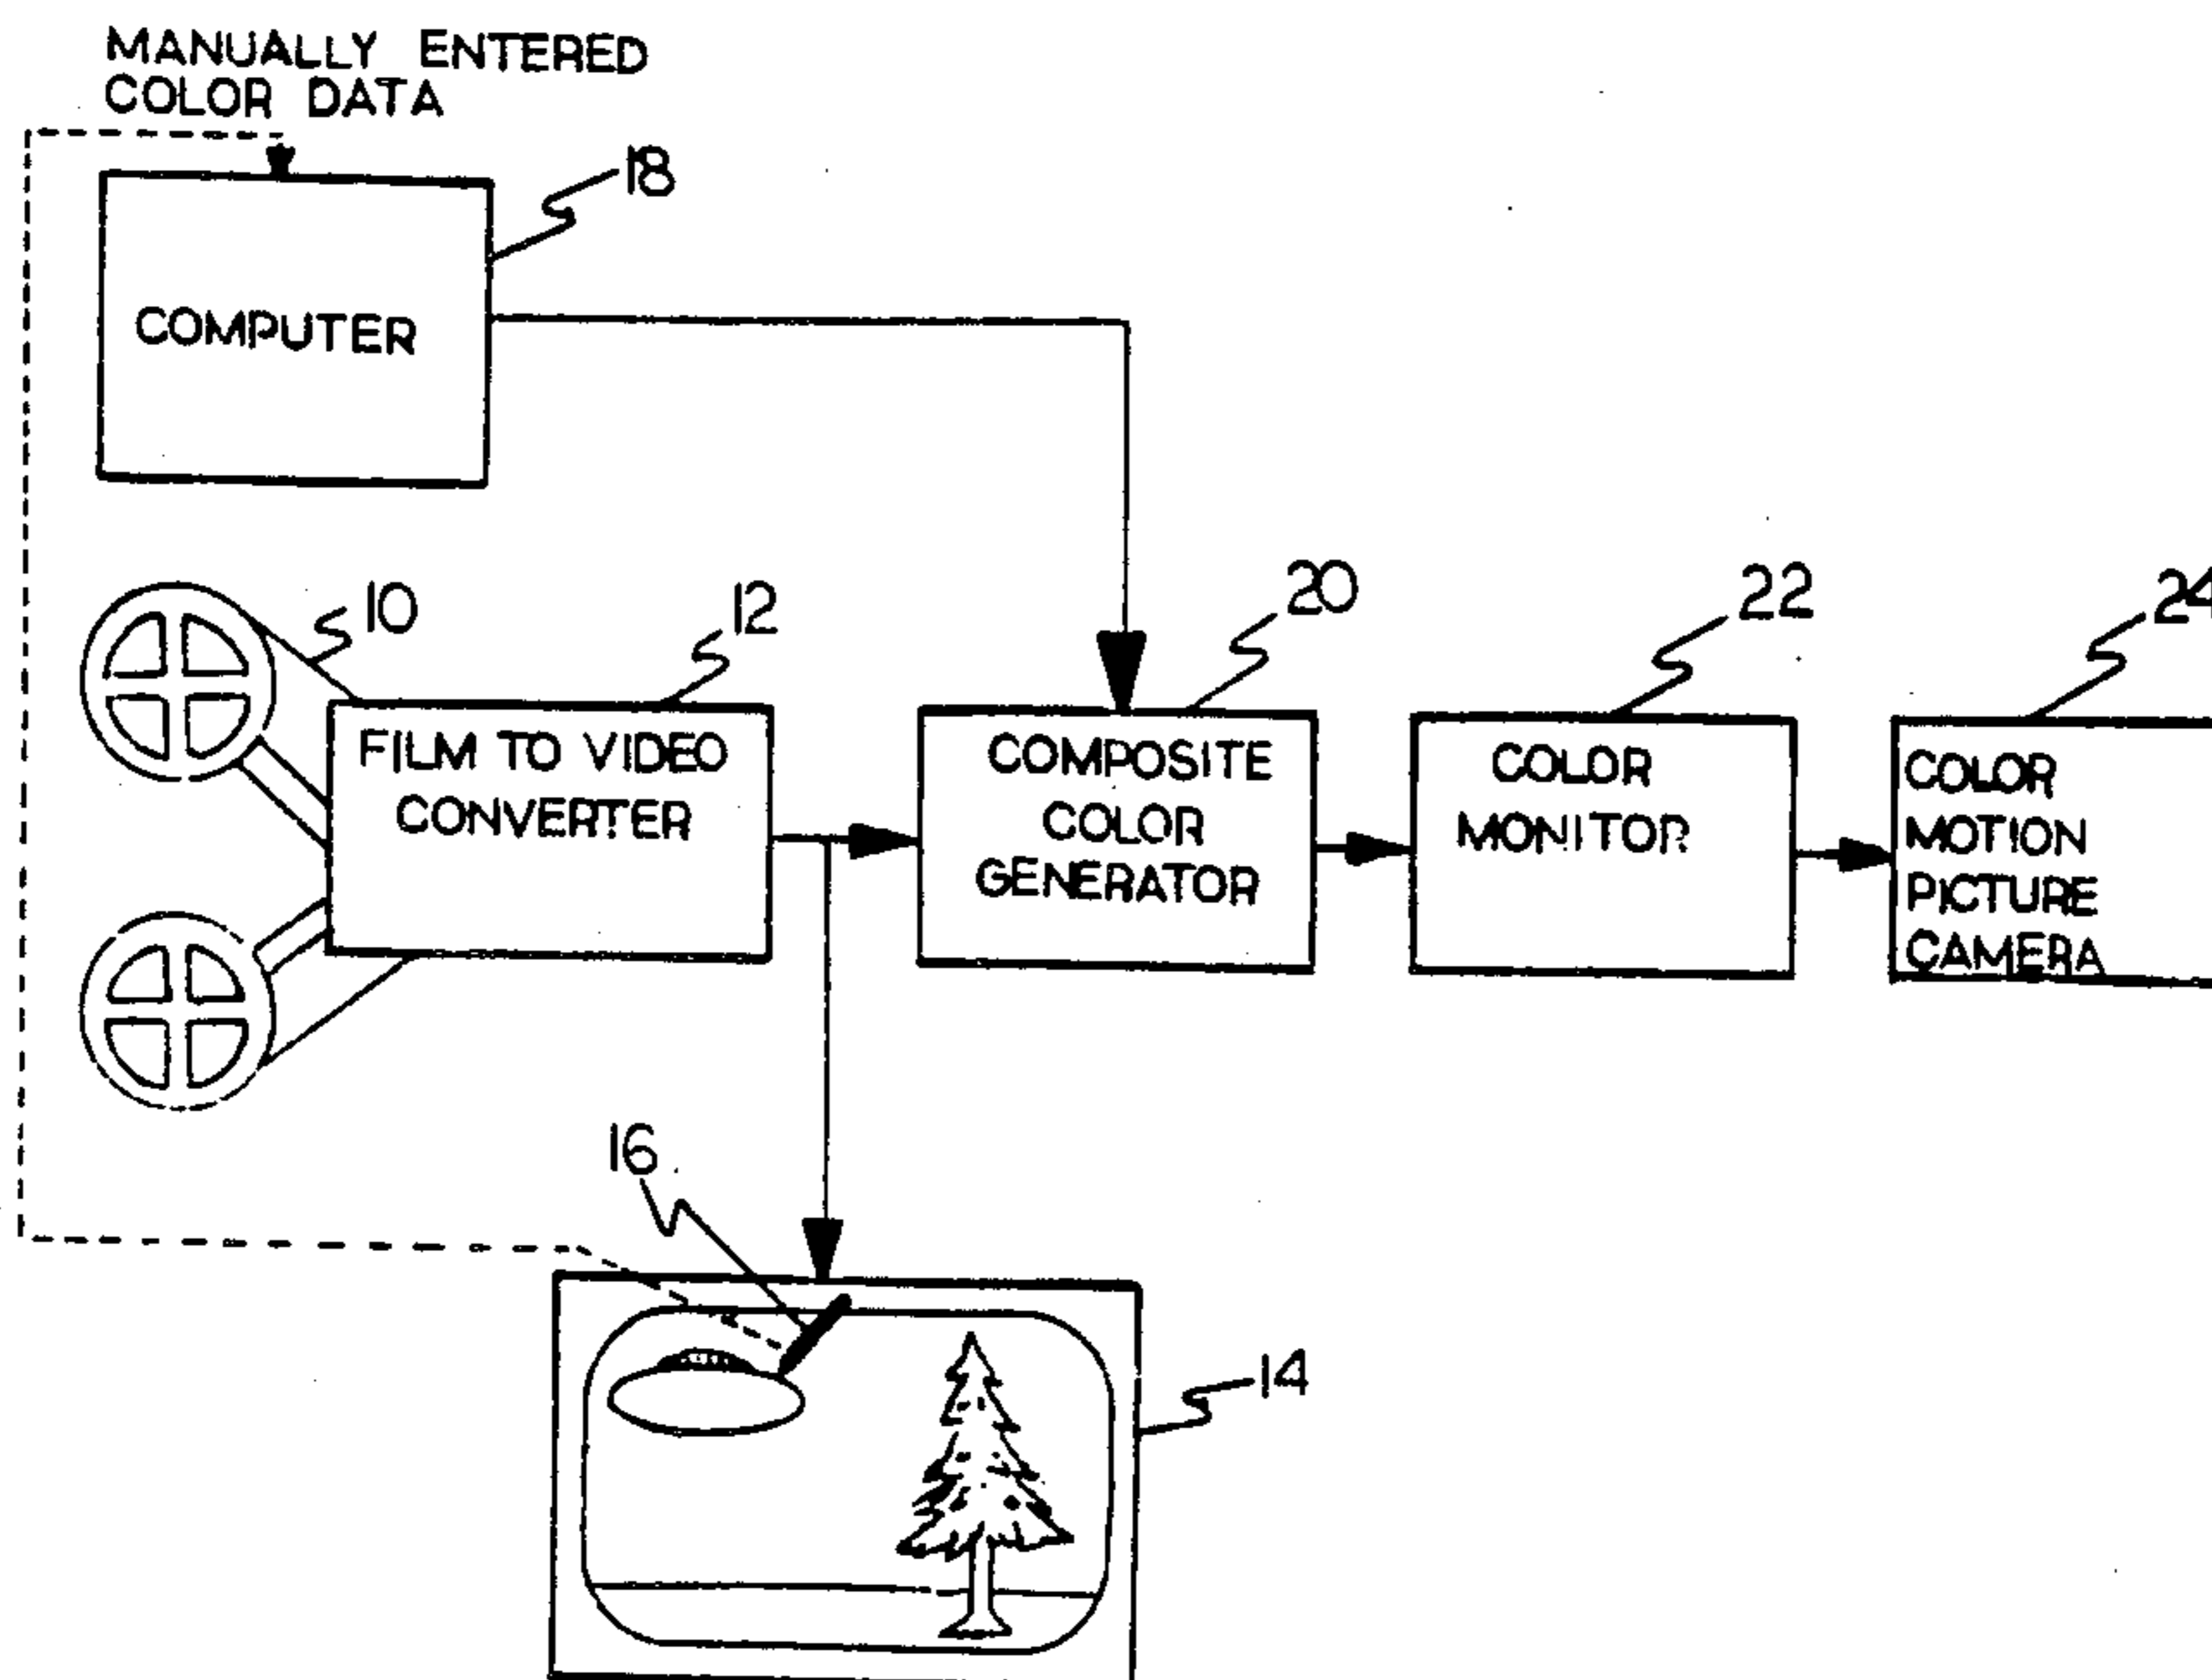 MANUALLY ENTERED
COLOR DATA
18
COMPUTER
10
12
20
22
24
FILM TO VIDEO
CONVERTER
COMPOSITE
COLOR
GENERATOR
COLOR
MONITOR
COLOR
MOTION
PICTURE
CAMERA
16
14